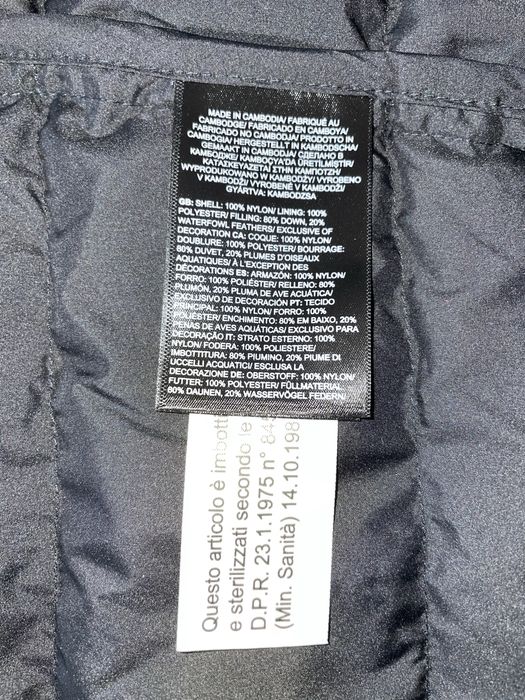 MADE IN CAMBODIA/ FABRIQUÉ AU
CAMBODGE/ FABRICADO EN CAMBOYA/
FABRICADO NO CAMBODJA/ PRODOTTO IN
CAMBOGIA/ HERGESTELLT IN KAMBODSCHA/
GEMAAKT IN CAMBODJA/ СДЕЛАНО В
КАМБОДЖЕ/ KAMBOÇYA'DA ÜRETİLMİŞTİR/
ΚΑΤΑΣΚΕΥΑΖΕΤΑΙ ΣΤΗΝ ΚΑΜΠΟΤΖΗ/
WYPRODUKOWANO W KAMBODŻY/ VYROBENO
V KAMBODŽI/ VYROBENÉ V KAMBODŽI/
GYÁRTVA: KAMBODZSA
GB: SHELL: 100% NYLON/ LINING: 100%
POLYESTER/ FILLING: 80% DOWN, 20%
WATERFOWL FEATHERS/ EXCLUSIVE OF
DECORATION CA: COQUE: 100% NYLON/
DOUBLURE: 100% POLYESTER/ BOURRAGE:
80% DUVET, 20% PLUMES D'OISEAUX
AQUATIQUES/ À L'EXCEPTION DES
DÉCORATIONS ES: ARMAZÓN: 100% NYLON/
FORRO: 100% POLIÉSTER/ RELLENO: 80%
PLUMÓN, 20% PLUMA DE AVE ACUÁTICA/
EXCLUSIVO DE DECORACIÓN PT: TECIDO
PRINCIPAL: 100% NYLON/ FORRO: 100%
POLIÉSTER/ ENCHIMENTO: 80% EM BAIXO, 20%
PENAS DE AVES AQUÁTICAS/ EXCLUSIVO PARA
DECORAÇÃO IT: STRATO ESTERNO: 100%
NYLON/ FODERA: 100% POLIESTERE/
IMBOTTITURA: 80% PIUMINO, 20% PIUME DI
UCCELLI ACQUATICI/ ESCLUSA LA
DECORAZIONE DE: OBERSTOFF: 100% NYLON/
FUTTER: 100% POLYESTER/ FÜLLMATERIAL:
80% DAUNEN, 20% WASSERVÖGEL FEDERN/
Questo articolo è imbott
e sterilizzati secondo le
D.P.R. 23.1.1975 n° 845
(Min. Sanità) 14.10.198